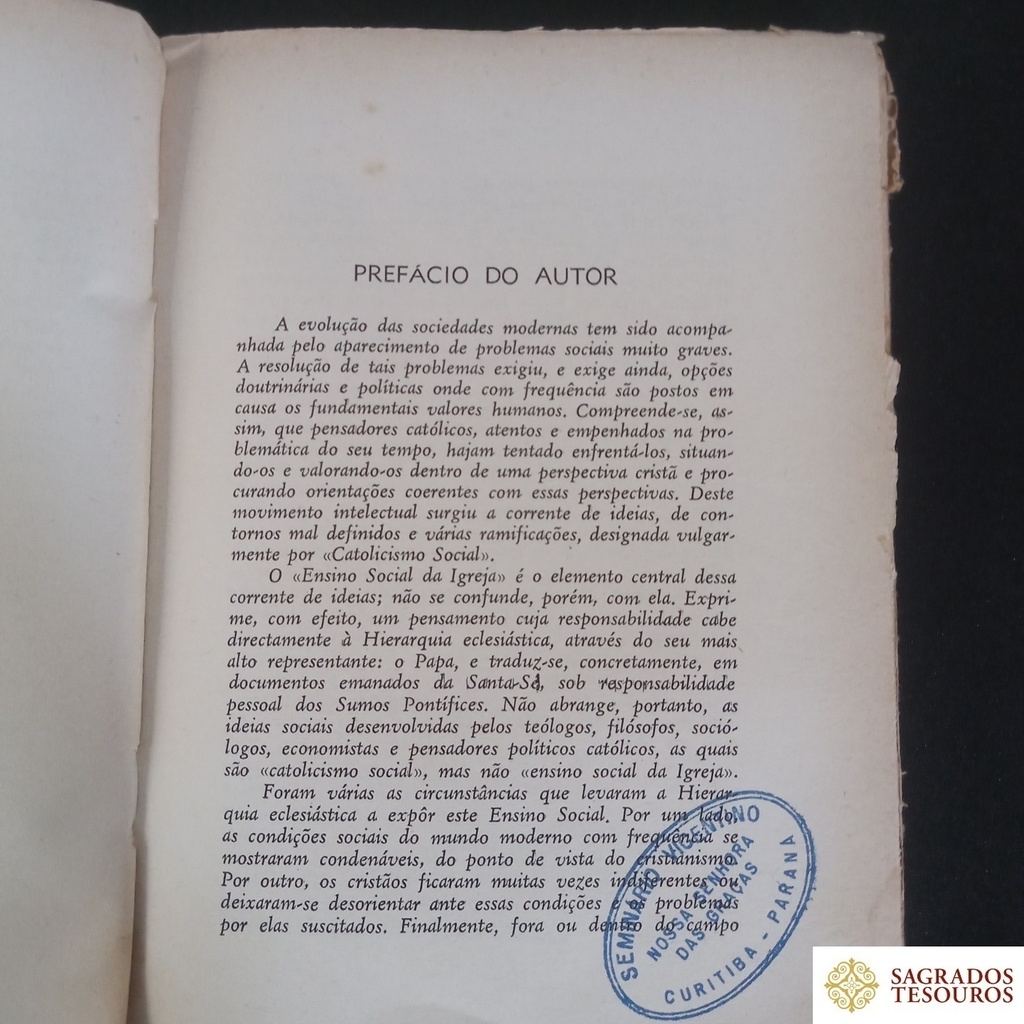 PREFÁCIO DO AUTOR
A evolução das sociedades modernas tem sido acompa-
nhada pelo aparecimento de problemas sociais muito graves.
A resolução de tais problemas exigiu, e exige ainda, opções
doutrinárias e políticas onde com frequência são postos em
causa os fundamentais valores humanos. Compreende-se, as-
sim, que pensadores católicos, atentos e empenhados na pro-
blemática do seu tempo, hajam tentado enfrentá-los, situan-
do-os e valorando-os dentro de uma perspectiva cristã e pro-
curando orientações coerentes com essas perspectivas. Deste
movimento intelectual surgiu a corrente de ideias, de con-
tornos mal definidos e várias ramificações, designada vulgar-
mente por «Catolicismo Social».
O «Ensino Social da Igreja» é o elemento central dessa
corrente de ideias; não se confunde, porém, com ela. Expri-
me, com efeito, um pensamento cuja responsabilidade cabe
directamente à Hierarquia eclesiástica, através do seu mais
alto representante: o Papa, e traduz-se, concretamente, em
documentos emanados da Santa-Sé, sob responsabilidade
pessoal dos Sumos Pontífices. Não abrange, portanto, as
ideias sociais desenvolvidas pelos teólogos, filósofos, soció-
logos, economistas e pensadores políticos católicos, as quais
são «catolicismo social», mas não «ensino social da Igreja».
Foram várias as circunstâncias que levaram a Hierar-
quia eclesiástica a expôr este Ensino Social. Por um lado,
as condições sociais do mundo moderno com frequência se
mostraram condenáveis, do ponto de vista do cristianismo.
Por outro, os cristãos ficaram muitas vezes indiferentes ou
deixaram-se desorientar ante essas condições e os problemas
por elas suscitados. Finalmente, fora ou dentro do campo
SEMINÁRIO VICENTINO
NOSSA SENHORA
DAS GRAÇAS
CURITIBA - PARANÁ
SAGRADOS
TESOUROS